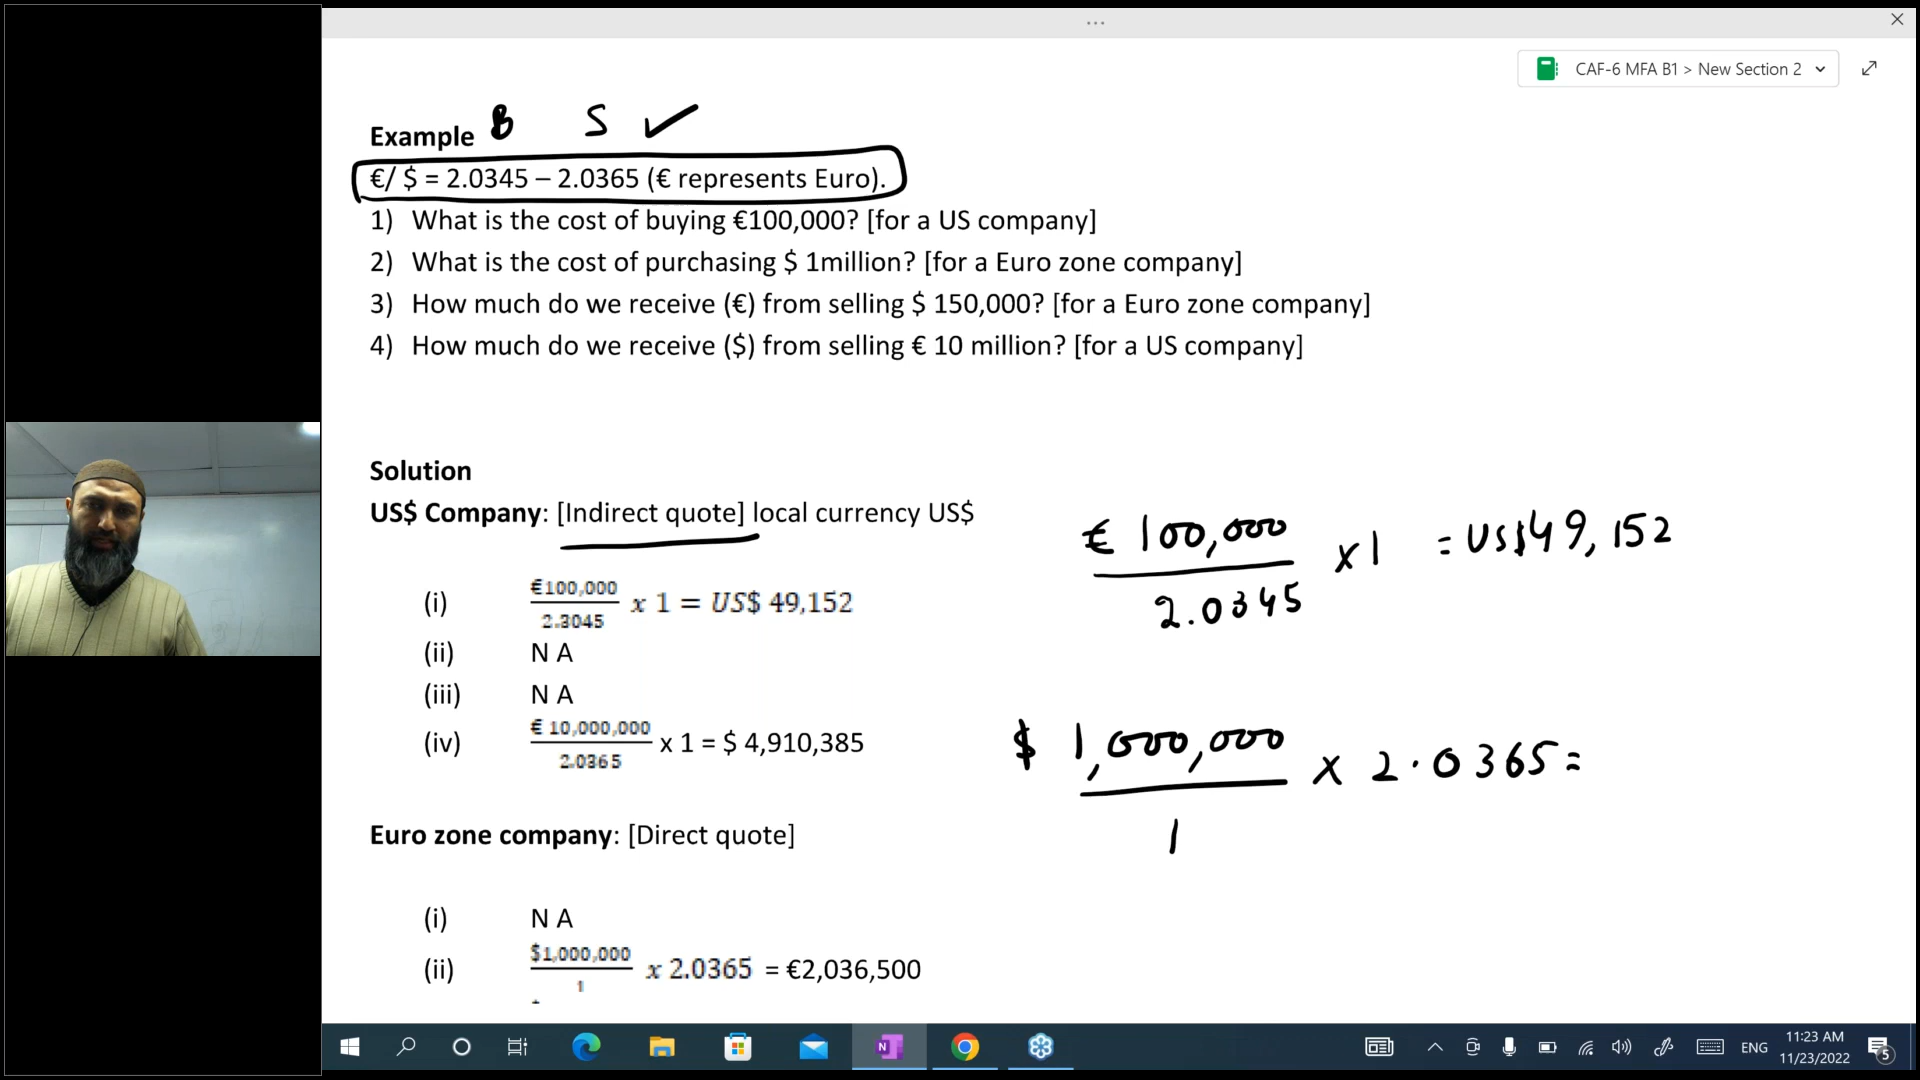 CAF-6 MFA B1 > New Section 2
B S ✓
Example
€/ $ = 2.0345 – 2.0365 (€ represents Euro).
1) What is the cost of buying €100,000? [for a US company]
2) What is the cost of purchasing $ 1million? [for a Euro zone company]
3) How much do we receive (€) from selling $ 150,000? [for a Euro zone company]
4) How much do we receive ($) from selling € 10 million? [for a US company]
Solution
US$ Company: [Indirect quote] local currency US$
(i) €100,000
2.3045
x 1 = US$ 49,152
(ii) N A
(iii) N A
(iv) € 10,000,000
2.0365
x 1 = $ 4,910,385
€ 100,000
2.0345
x 1 = US$49,152
$ 1,000,000
1
x 2.0365 =
Euro zone company: [Direct quote]
(i) N A
(ii) $1,000,000
1
x 2.0365 = €2,036,500
ENG
11:23 AM
11/23/2022
5